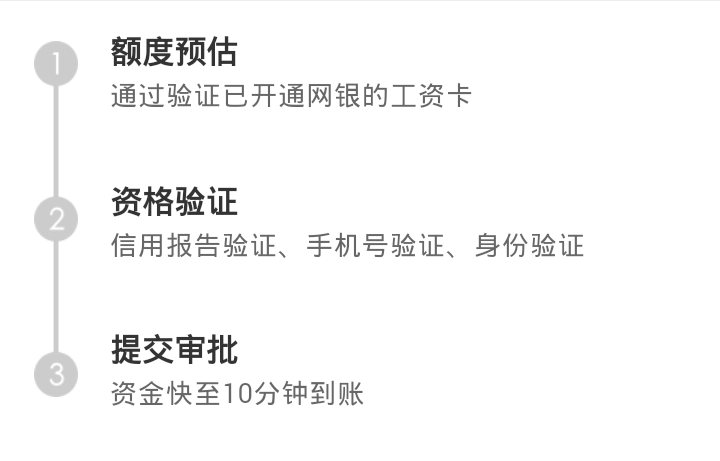 1
额度预估
通过验证已开通网银的工资卡
2
资格验证
信用报告验证、手机号验证、身份验证
3
提交审批
资金快至10分钟到账